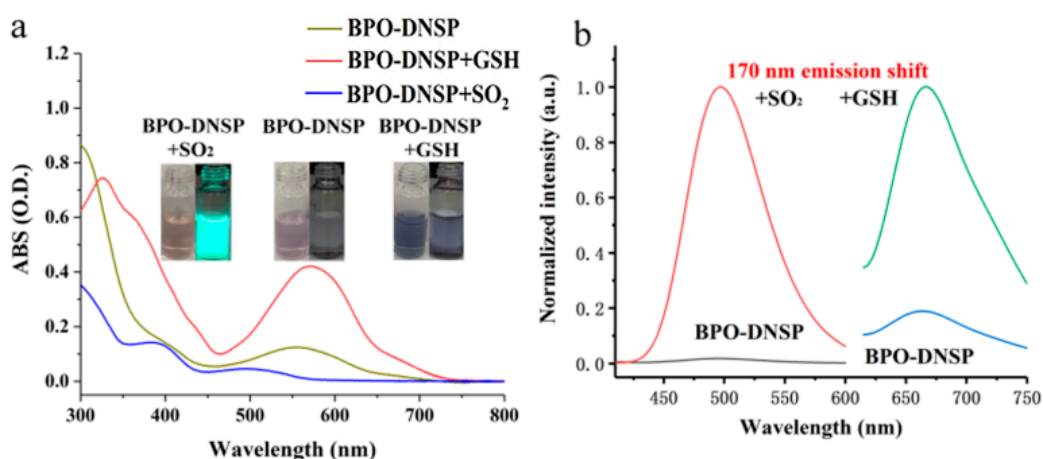 a
BPO-DNSP
BPO-DNSP+GSH
BPO-DNSP+SO₂
BPO-DNSP
+SO₂
BPO-DNSP
BPO-DNSP
+GSH
ABS (O.D.)
1.2
1.0
0.8
0.6
0.4
0.2
0.0
300 400 500 600 700 800
Wavelength (nm)
b
170 nm emission shift
+SO₂ +GSH
BPO-DNSP
BPO-DNSP
Normalized intensity (a.u.)
1.0
0.8
0.6
0.4
0.2
0.0
450 500 550 600 650 700 750
Wavelength (nm)